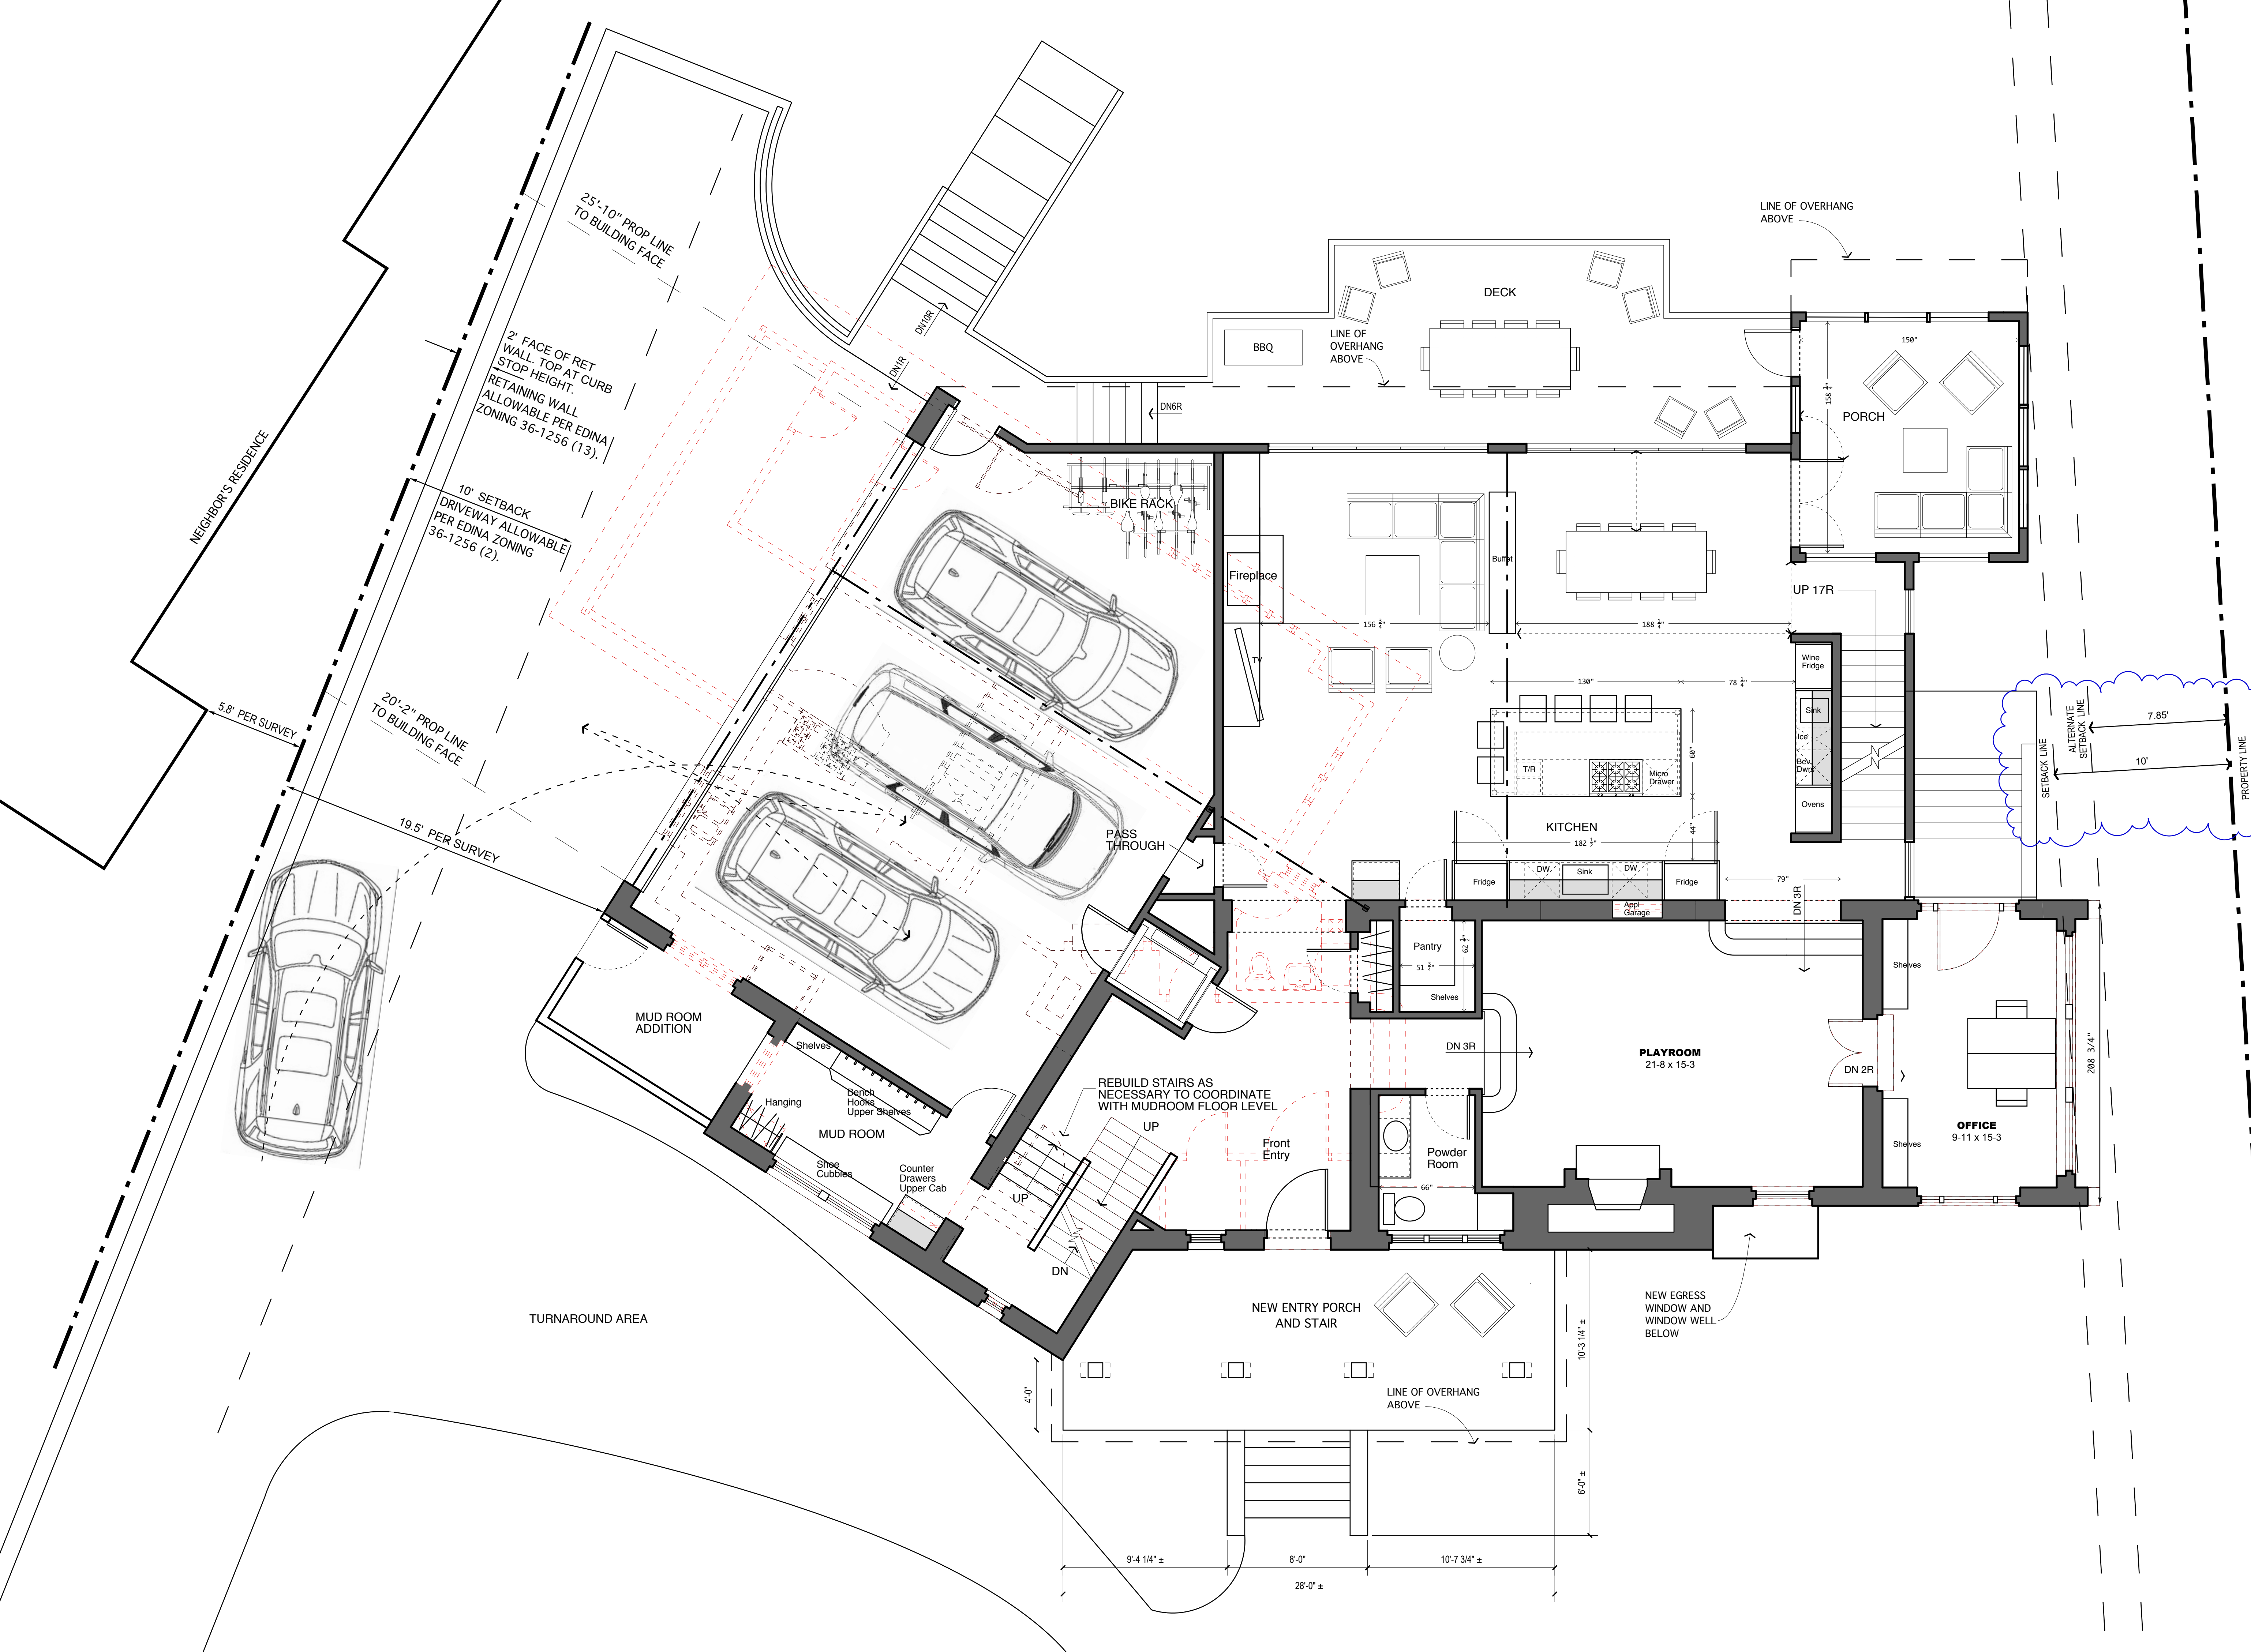 LINE OF OVERHANG
ABOVE
25'-10" PROP LINE
TO BUILDING FACE
DECK
LINE OF
OVERHANG
ABOVE
BBQ
DN10R
DN1R
DN6R
150"
158 1/2"
PORCH
2' FACE OF RET
WALL. TOP AT CURB
STOP HEIGHT.
RETAINING WALL
ALLOWABLE PER EDINA
ZONING 36-1256 (13).
NEIGHBOR'S RESIDENCE
10' SETBACK
DRIVEWAY ALLOWABLE
PER EDINA ZONING
36-1256 (2).
BIKE RACK
Fireplace
Buffet
UP 17R
156 3/4"
188 1/4"
TV
Wine
Fridge
130"
78 1/4"
Sink
Ice
Bev.
Dwrs
Ovens
T/R
Micro
Drawer
60"
44"
KITCHEN
182 1/2"
Fridge
DW
Sink
DW
Fridge
79"
DN 3R
Appl
Garage
5.8' PER SURVEY
20'-2" PROP LINE
TO BUILDING FACE
19.5' PER SURVEY
PASS
THROUGH
SETBACK LINE
ALTERNATE
SETBACK LINE
7.85'
10'
PROPERTY LINE
Pantry
62 1/2"
51 3/4"
Shelves
Shelves
MUD ROOM
ADDITION
Shelves
Bench
Hooks
Upper Shelves
Hanging
MUD ROOM
Shoe
Cubbies
Counter
Drawers
Upper Cab
REBUILD STAIRS AS
NECESSARY TO COORDINATE
WITH MUDROOM FLOOR LEVEL
UP
UP
DN
Front
Entry
DN 3R
PLAYROOM
21-8 x 15-3
DN 2R
208 3/4"
OFFICE
9-11 x 15-3
Shelves
Powder
Room
66"
TURNAROUND AREA
NEW ENTRY PORCH
AND STAIR
NEW EGRESS
WINDOW AND
WINDOW WELL
BELOW
10'-3 1/4" ±
4'-0"
LINE OF OVERHANG
ABOVE
6'-0" ±
9'-4 1/4" ±
8'-0"
10'-7 3/4" ±
28'-0" ±